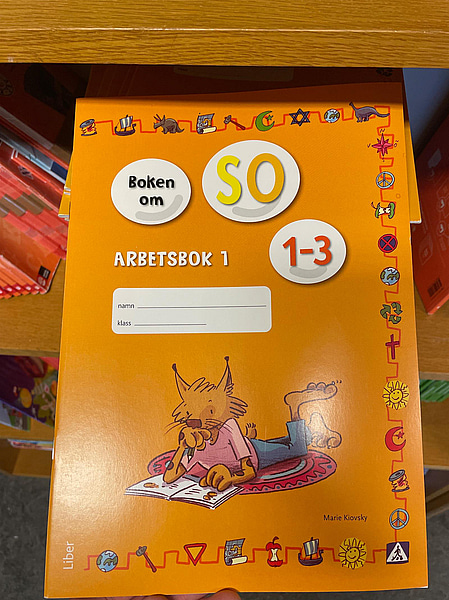 Boken
om
SO
1-3
ARBETSBOK 1
namn
klass
Marie Kiovsky
Liber